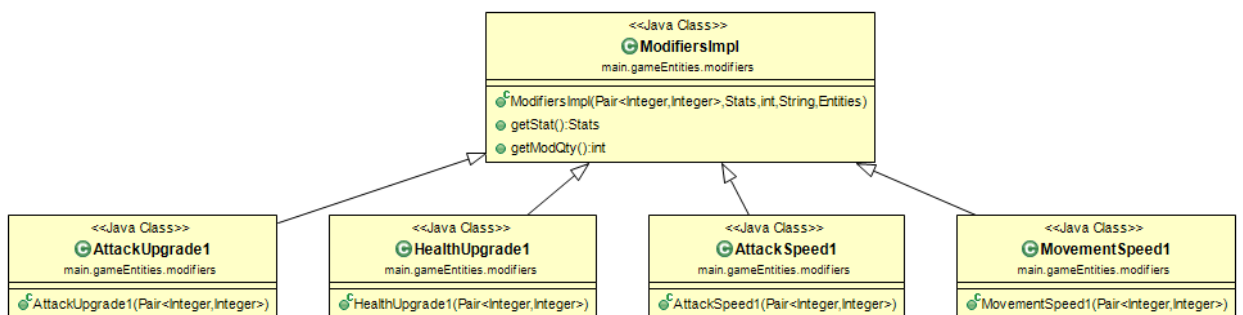 <<Java Class>>
ModifiersImpl
main.gameEntities.modifiers
ModifiersImpl(Pair<Integer,Integer>,Stats,int,String,Entities)
getStat():Stats
getModQty():int
<<Java Class>>
AttackUpgrade1
main.gameEntities.modifiers
AttackUpgrade1(Pair<Integer,Integer>)
<<Java Class>>
HealthUpgrade1
main.gameEntities.modifiers
HealthUpgrade1(Pair<Integer,Integer>)
<<Java Class>>
AttackSpeed1
main.gameEntities.modifiers
AttackSpeed1(Pair<Integer,Integer>)
<<Java Class>>
MovementSpeed1
main.gameEntities.modifiers
MovementSpeed1(Pair<Integer,Integer>)